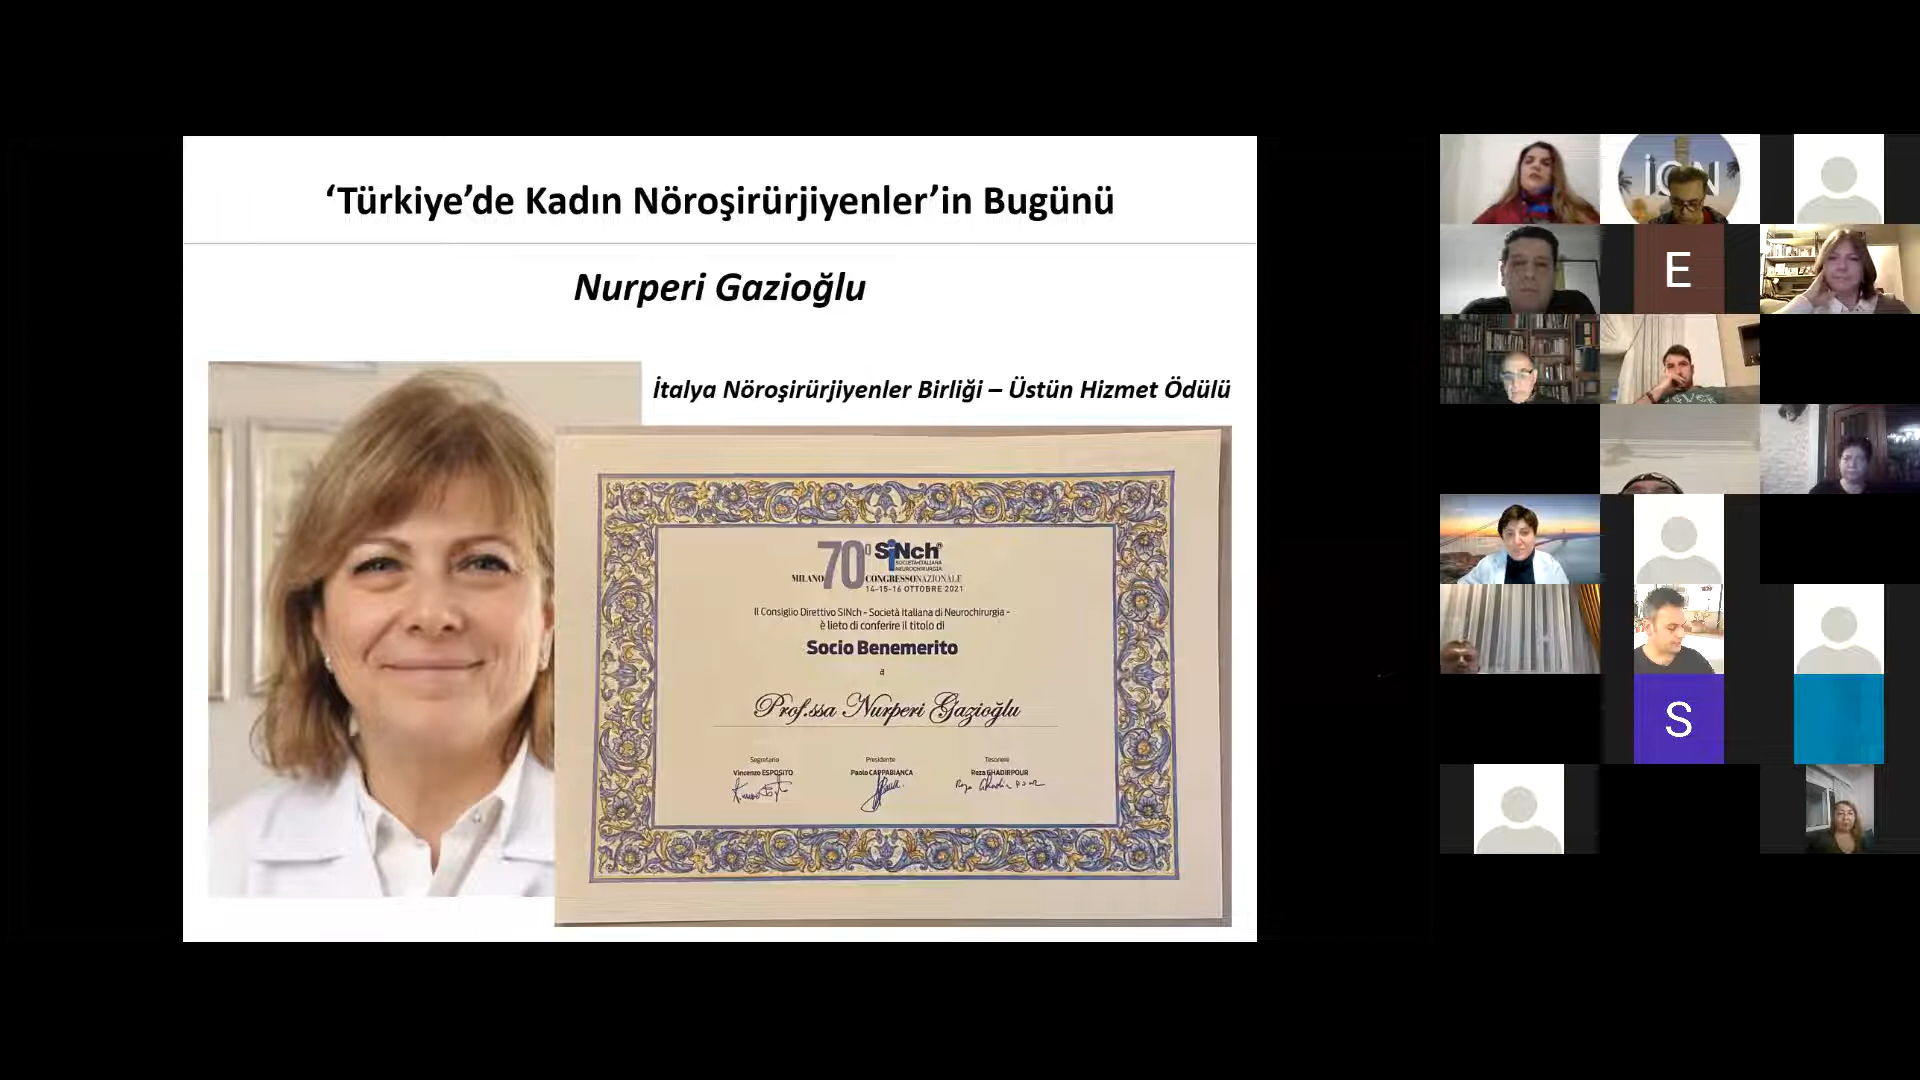 ‘Türkiye’de Kadın Nöroşirürjiyenler’in Bugünü
Nurperi Gazioğlu
İtalya Nöroşirürjiyenler Birliği – Üstün Hizmet Ödülü
70° SiNch®
SOCIETÀ ITALIANA
NEUROCHIRURGIA
MILANO CONGRESSO NAZIONALE
14-15-16 OTTOBRE 2021
Il Consiglio Direttivo SINch - Società Italiana di Neurochirurgia -
è lieto di conferire il titolo di
Socio Benemerito
a
Prof.ssa Nurperi Gazioğlu
Segretario
Presidente
Tesoriere
Vincenzo ESPOSITO
Paolo CAPPABIANCA
Reza GHADIRPOUR
İCN
E
S